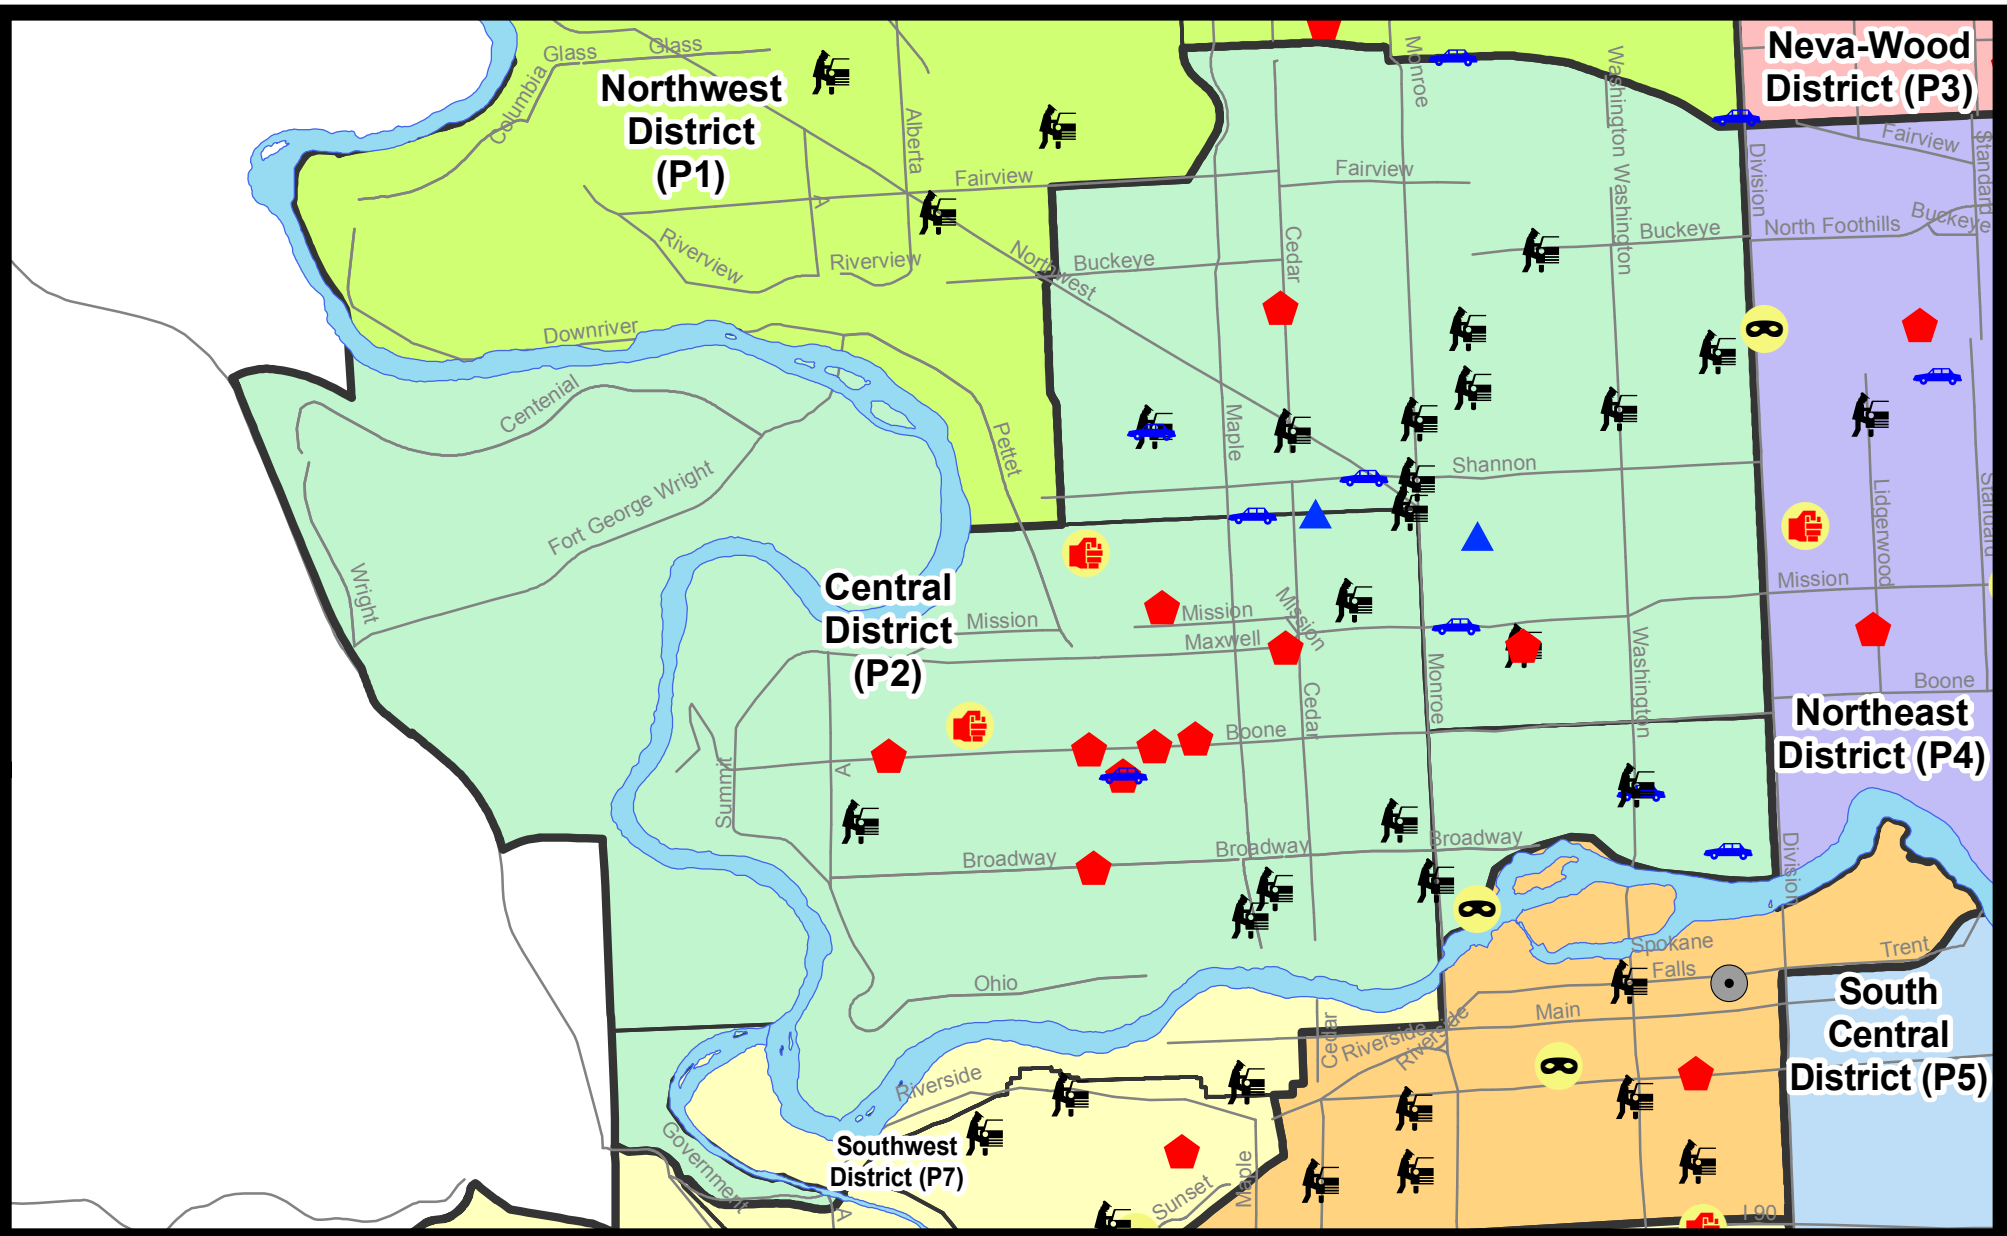 Glass
Glass
Columbia
Northwest
District
(P1)
Alberta
Monroe
Washington
Washington
Washington
Neva-Wood
District (P3)
Fairview
Standard
Division
Fairview
Fairview
A
Riverview
Riverview
Northwest
Buckeye
Cedar
Buckeye
North Foothills
Buckeye
Downriver
Centenial
Pettet
Maple
Fort George Wright
Shannon
Lidgerwood
Standard
Wright
Central
District
(P2)
Mission
Mission
Mission
Mission
Maxwell
Monroe
Washington
Boone
Cedar
Boone
Northeast
District (P4)
Summit
A
Broadway
Broadway
Broadway
Division
Ohio
Spokane
Falls
Trent
Main
South
Central
District (P5)
Cedar
Riverside
Riverside
Riverside
Government
Southwest
District (P7)
Maple
Sunset
A
I 90